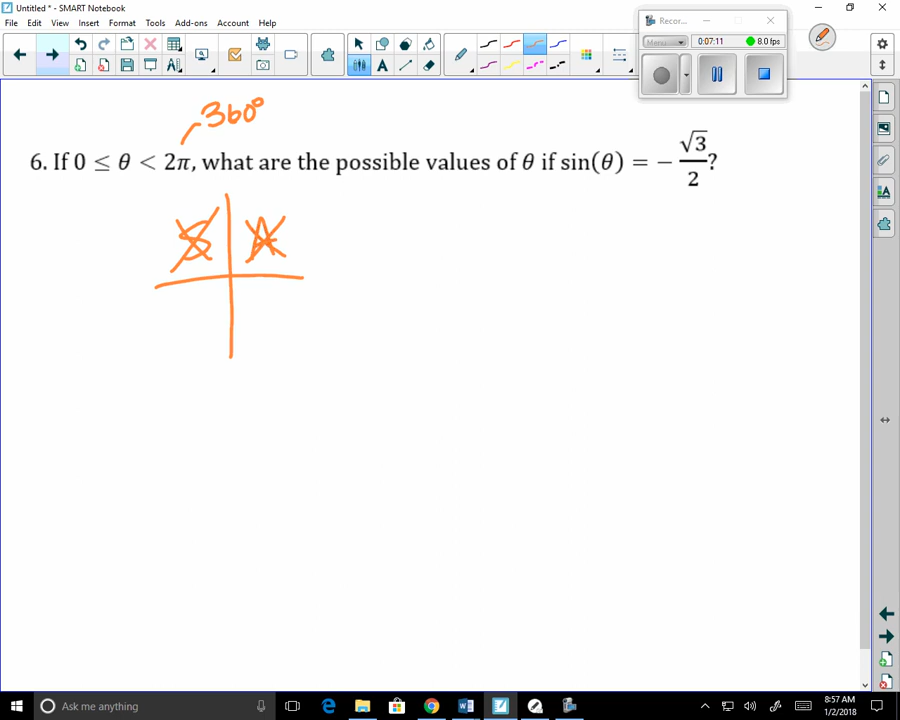 Untitled * - SMART Notebook
File Edit View Insert Format Tools Add-ons Account Help
Recor...
Menu 0:07:11 8.0 fps
360°
6. If 0 ≤ θ < 2π, what are the possible values of θ if sin(θ) = −√3/2?
S A
Ask me anything
8:57 AM
1/2/2018